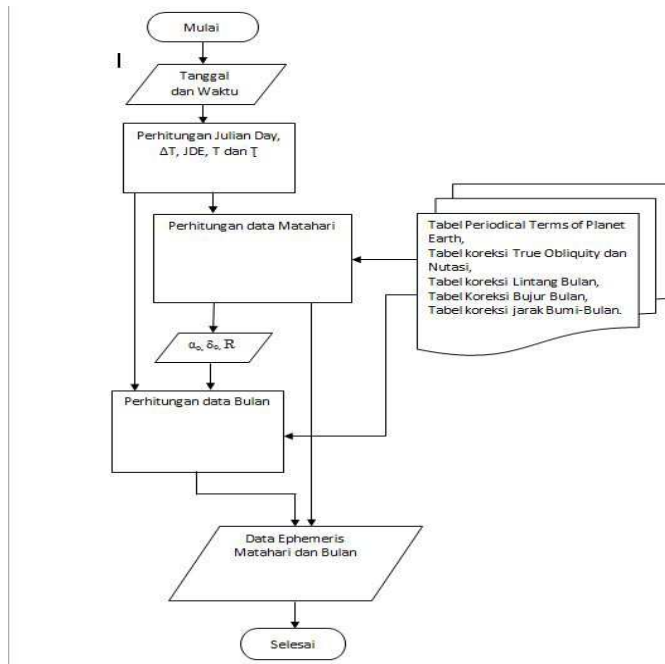 Mulai
I
Tanggal
dan Waktu
Perhitungan Julian Day,
ΔT, JDE, T dan Ʈ
Perhitungan data Matahari
Tabel Periodical Terms of Planet
Earth,
Tabel koreksi True Obliquity dan
Nutasi,
Tabel koreksi Lintang Bulan,
Tabel Koreksi Bujur Bulan,
Tabel koreksi jarak Bumi-Bulan.
α₀, δ₀, R
Perhitungan data Bulan
Data Ephemeris
Matahari dan Bulan
Selesai